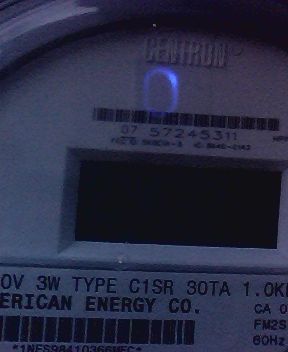 CENTRON
07 57245311
0V 3W TYPE C1SR 30TA 1.0K
ERICAN ENERGY CO.
CA 0
FM2S
60Hz